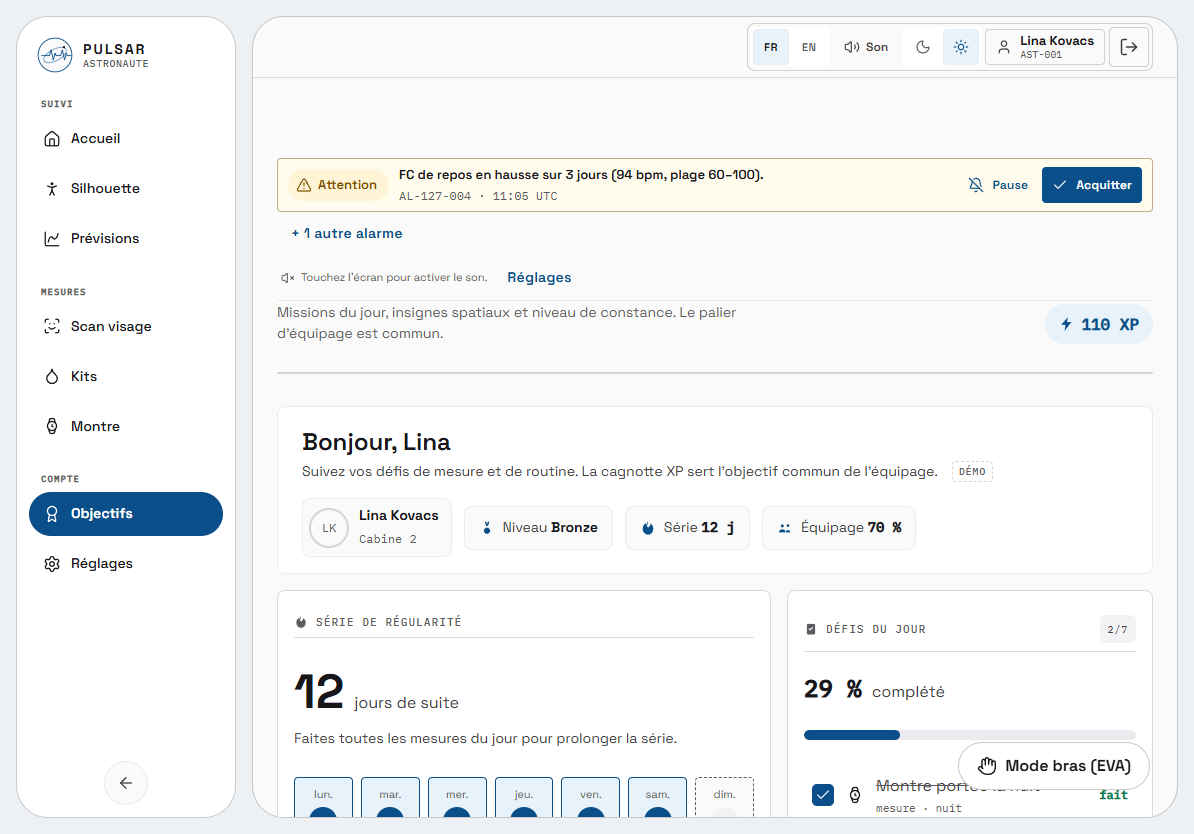 PULSAR
ASTRONAUTE
SUIVI
Accueil
Silhouette
Prévisions
MESURES
Scan visage
Kits
Montre
COMPTE
Objectifs
Réglages
FR
EN
Son
Lina Kovacs
AST-001
Attention
FC de repos en hausse sur 3 jours (94 bpm, plage 60–100).
AL-127-004 · 11:05 UTC
Pause
Acquitter
+ 1 autre alarme
Touchez l'écran pour activer le son.
Réglages
Missions du jour, insignes spatiaux et niveau de constance. Le palier
d'équipage est commun.
110 XP
Bonjour, Lina
Suivez vos défis de mesure et de routine. La cagnotte XP sert l'objectif commun de l'équipage.
DÉMO
LK
Lina Kovacs
Cabine 2
Niveau Bronze
Série 12 j
Équipage 70 %
SÉRIE DE RÉGULARITÉ
12 jours de suite
Faites toutes les mesures du jour pour prolonger la série.
lun.
mar.
mer.
jeu.
ven.
sam.
dim.
DÉFIS DU JOUR
2/7
29 % complété
Mode bras (EVA)
Montre portée la nuit
mesure · nuit
fait